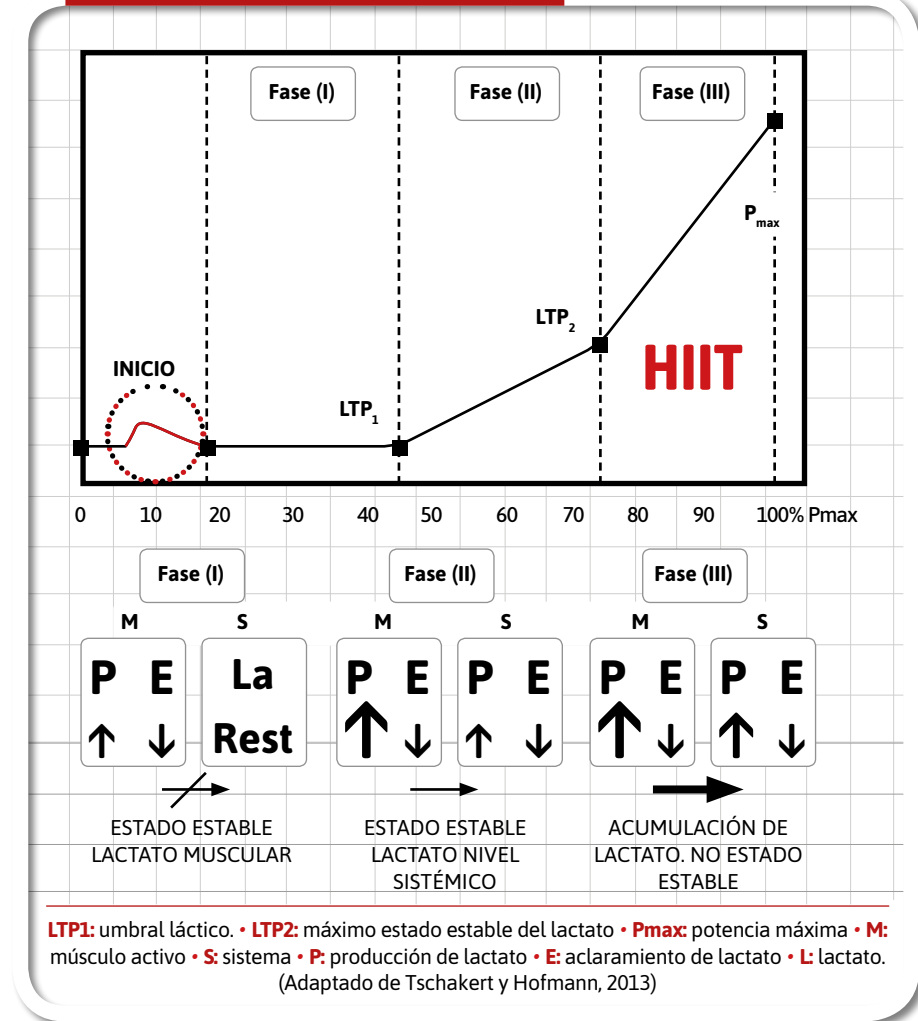 Fase (I) Fase (II) Fase (III)
Pmax
LTP2
HIIT
INICIO
LTP1
0 10 20 30 40 50 60 70 80 90 100% Pmax
Fase (I) Fase (II) Fase (III)
M S M S M S
P E La P E P E P E P E
Rest
ESTADO ESTABLE
LACTATO MUSCULAR
ESTADO ESTABLE
LACTATO NIVEL
SISTÉMICO
ACUMULACIÓN DE
LACTATO. NO ESTADO
ESTABLE
LTP1: umbral láctico. • LTP2: máximo estado estable del lactato • Pmax: potencia máxima • M:
músculo activo • S: sistema • P: producción de lactato • E: aclaramiento de lactato • L: lactato.
(Adaptado de Tschakert y Hofmann, 2013)